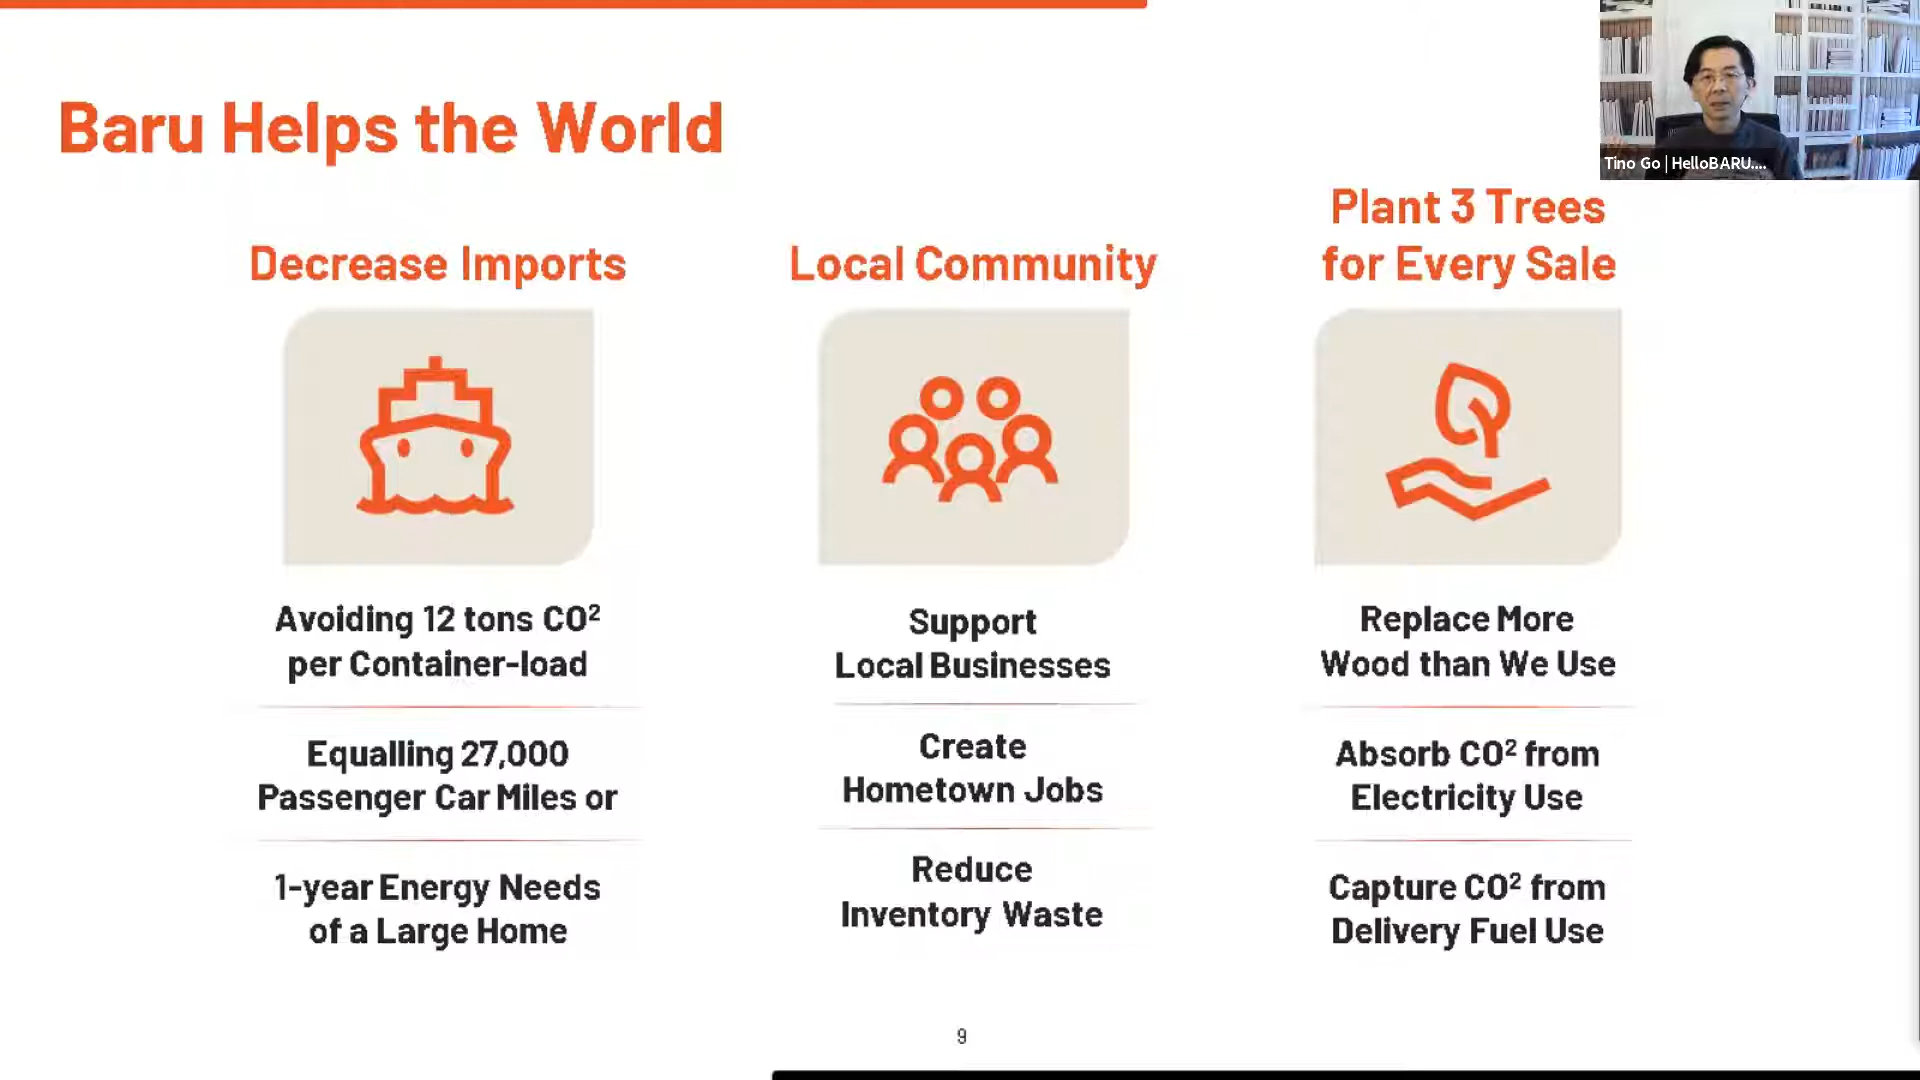 Baru Helps the World
Tino Go | HelloBARU....
Decrease Imports
Avoiding 12 tons CO²
per Container-load
Equalling 27,000
Passenger Car Miles or
1-year Energy Needs
of a Large Home
Local Community
Support
Local Businesses
Create
Hometown Jobs
Reduce
Inventory Waste
Plant 3 Trees
for Every Sale
Replace More
Wood than We Use
Absorb CO² from
Electricity Use
Capture CO² from
Delivery Fuel Use
9